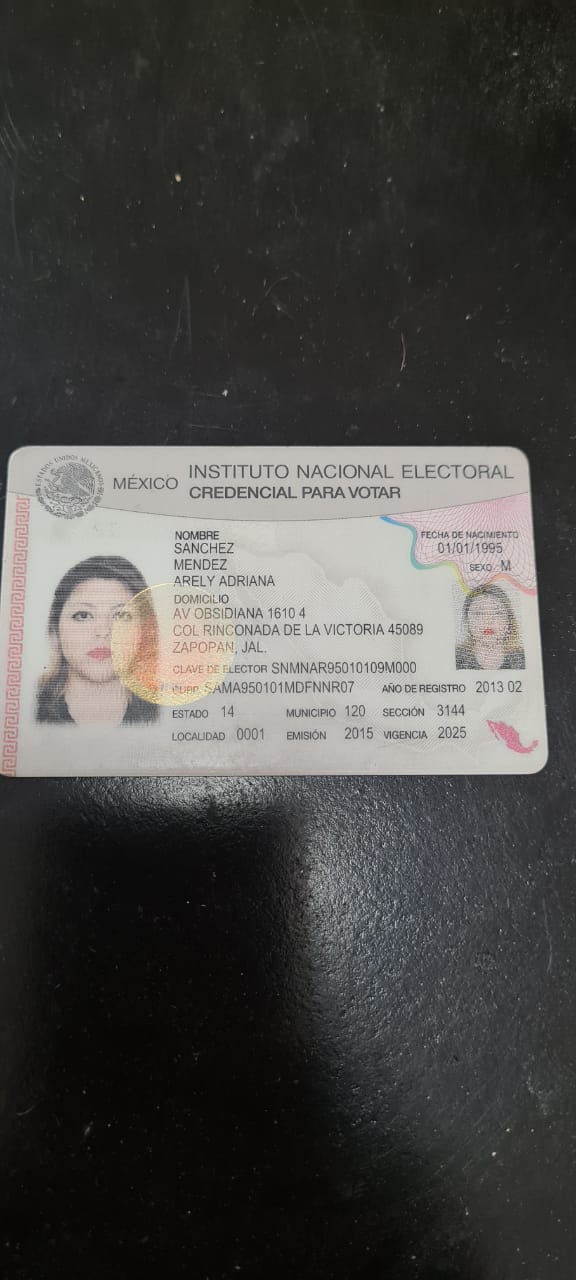 ESTADOS UNIDOS MEXICANOS
MÉXICO INSTITUTO NACIONAL ELECTORAL
CREDENCIAL PARA VOTAR
NOMBRE
SANCHEZ
MENDEZ
ARELY ADRIANA
FECHA DE NACIMIENTO
01/01/1995
SEXO M
DOMICILIO
AV OBSIDIANA 1610 4
COL RINCONADA DE LA VICTORIA 45089
ZAPOPAN, JAL.
CLAVE DE ELECTOR SNMNAR95010109M000
CURP SAMA950101MDFNNR07 AÑO DE REGISTRO 2013 02
ESTADO 14 MUNICIPIO 120 SECCIÓN 3144
LOCALIDAD 0001 EMISIÓN 2015 VIGENCIA 2025